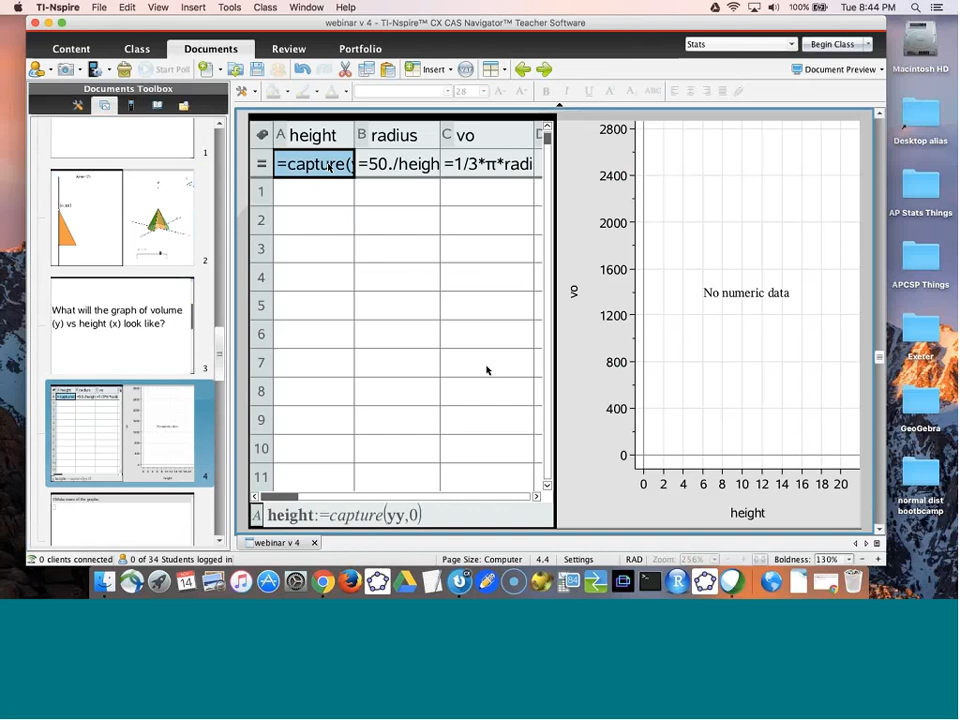 TI-Nspire File Edit View Insert Tools Class Window Help 100% Tue 8:44 PM
webinar v 4 - TI-Nspire™ CX CAS Navigator™ Teacher Software
Content Class Documents Review Portfolio Stats Begin Class
Start Poll Insert Document Preview
Documents Toolbox 28
1
2
What will the graph of volume
(y) vs height (x) look like?
3
4
A height B radius C vo D
= =capture(y =50./heigh =1/3*π*radi
1
2
3
4
5
6
7
8
9
10
11
A height:=capture(yy,0)
2800
2400
2000
1600
1200
800
400
0
vo
No numeric data
0 2 4 6 8 10 12 14 16 18 20
height
webinar v 4
0 clients connected 0 of 34 Students logged in Page Size: Computer 4.4 Settings RAD Zoom: 256% Boldness: 130%
Macintosh HD
Desktop alias
AP Stats Things
APCSP Things
Exeter
GeoGebra
normal dist
bootcamp
14